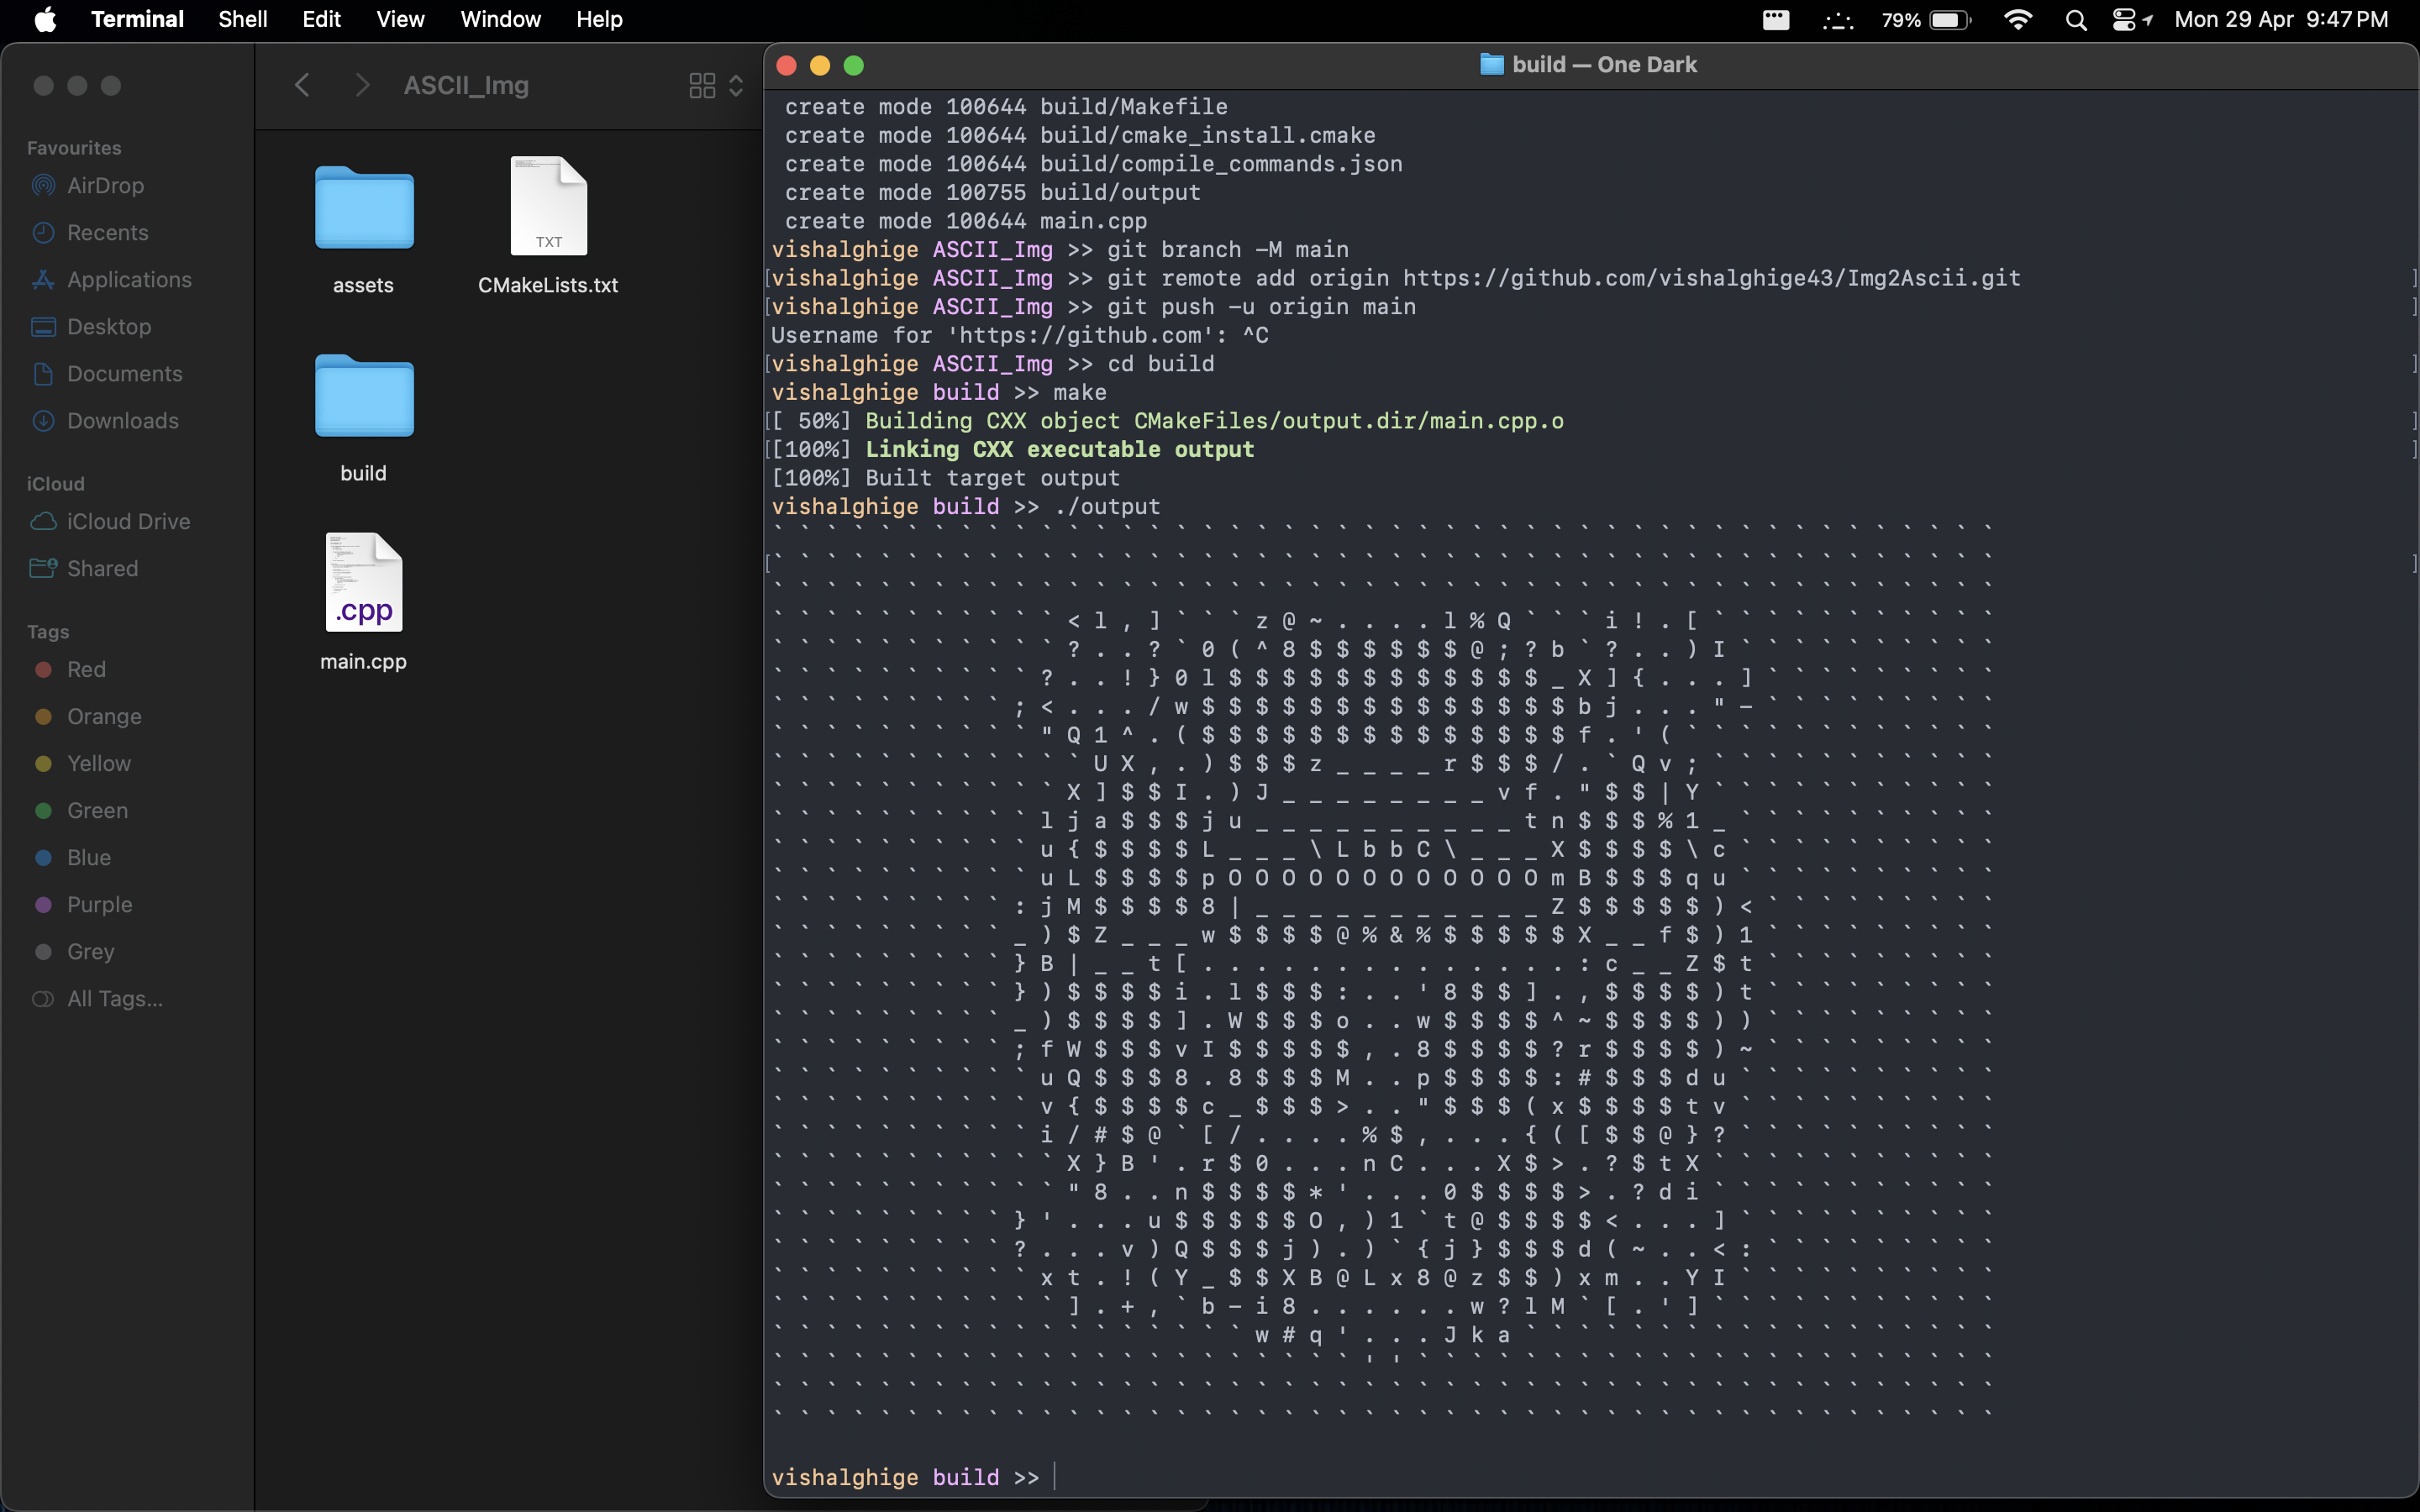 Terminal Shell Edit View Window Help 79% Mon 29 Apr 9:47 PM
ASCII_Img
Favourites
AirDrop
Recents
Applications
Desktop
Documents
Downloads
iCloud
iCloud Drive
Shared
Tags
Red
Orange
Yellow
Green
Blue
Purple
Grey
All Tags...
TXT
assets
CMakeLists.txt
build
.cpp
main.cpp
build — One Dark
create mode 100644 build/Makefile
create mode 100644 build/cmake_install.cmake
create mode 100644 build/compile_commands.json
create mode 100755 build/output
create mode 100644 main.cpp
vishalghige ASCII_Img >> git branch -M main
[vishalghige ASCII_Img >> git remote add origin https://github.com/vishalghige43/Img2Ascii.git ]
[vishalghige ASCII_Img >> git push -u origin main ]
Username for 'https://github.com': ^C
[vishalghige ASCII_Img >> cd build ]
vishalghige build >> make
[[ 50%] Building CXX object CMakeFiles/output.dir/main.cpp.o ]
[[100%] Linking CXX executable output ]
[100%] Built target output
vishalghige build >> ./output
vishalghige build >>